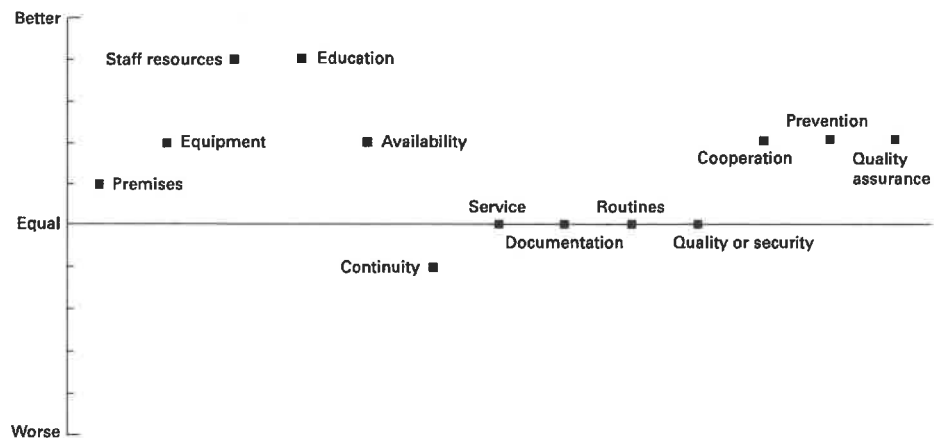 Better
Staff resources
Education
Equipment
Availability
Prevention
Cooperation
Quality
assurance
Premises
Equal
Service
Routines
Documentation
Quality or security
Continuity
Worse